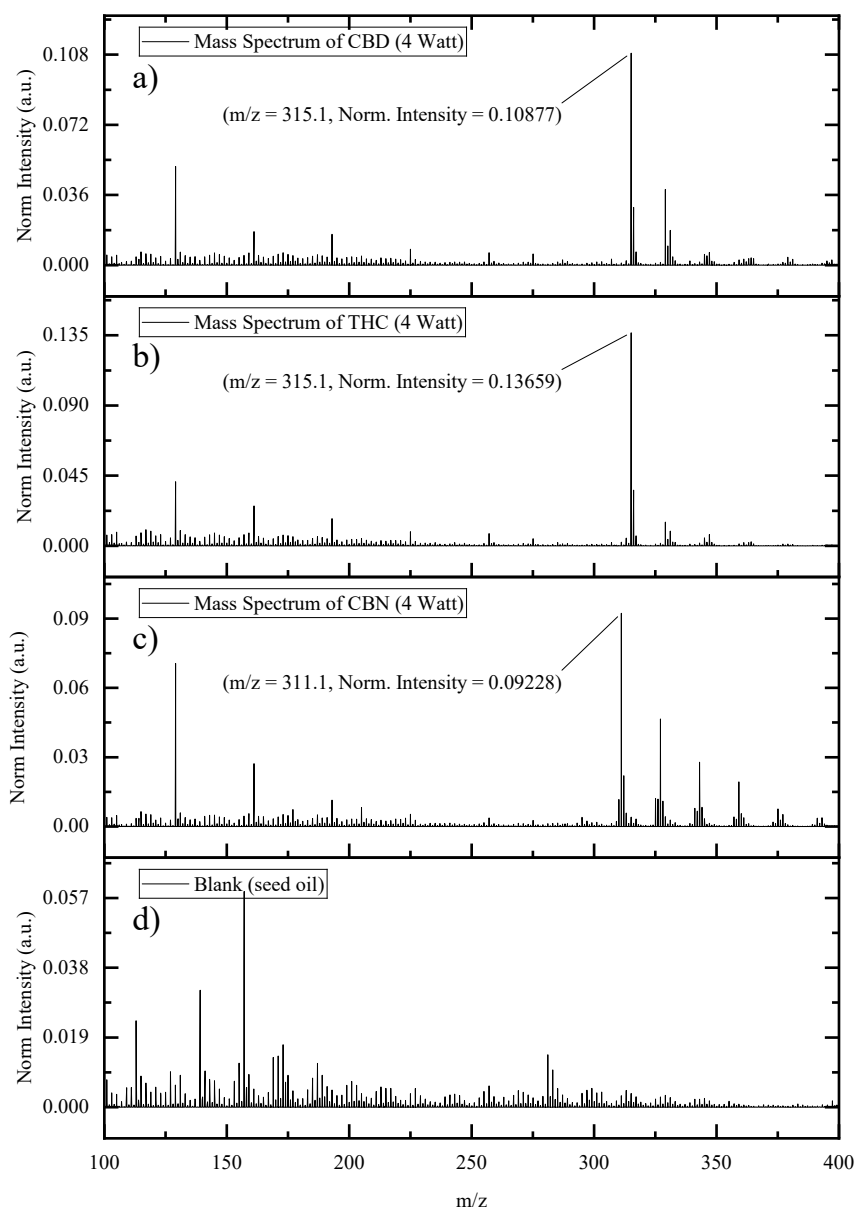 Mass Spectrum of CBD (4 Watt)
a)
(m/z = 315.1, Norm. Intensity = 0.10877)
0.108
0.072
0.036
0.000
Norm Intensity (a.u.)
Mass Spectrum of THC (4 Watt)
b)
(m/z = 315.1, Norm. Intensity = 0.13659)
0.135
0.090
0.045
0.000
Norm Intensity (a.u.)
Mass Spectrum of CBN (4 Watt)
c)
(m/z = 311.1, Norm. Intensity = 0.09228)
0.09
0.06
0.03
0.00
Norm Intensity (a.u.)
Blank (seed oil)
d)
0.057
0.038
0.019
0.000
Norm Intensity (a.u.)
100 150 200 250 300 350 400
m/z